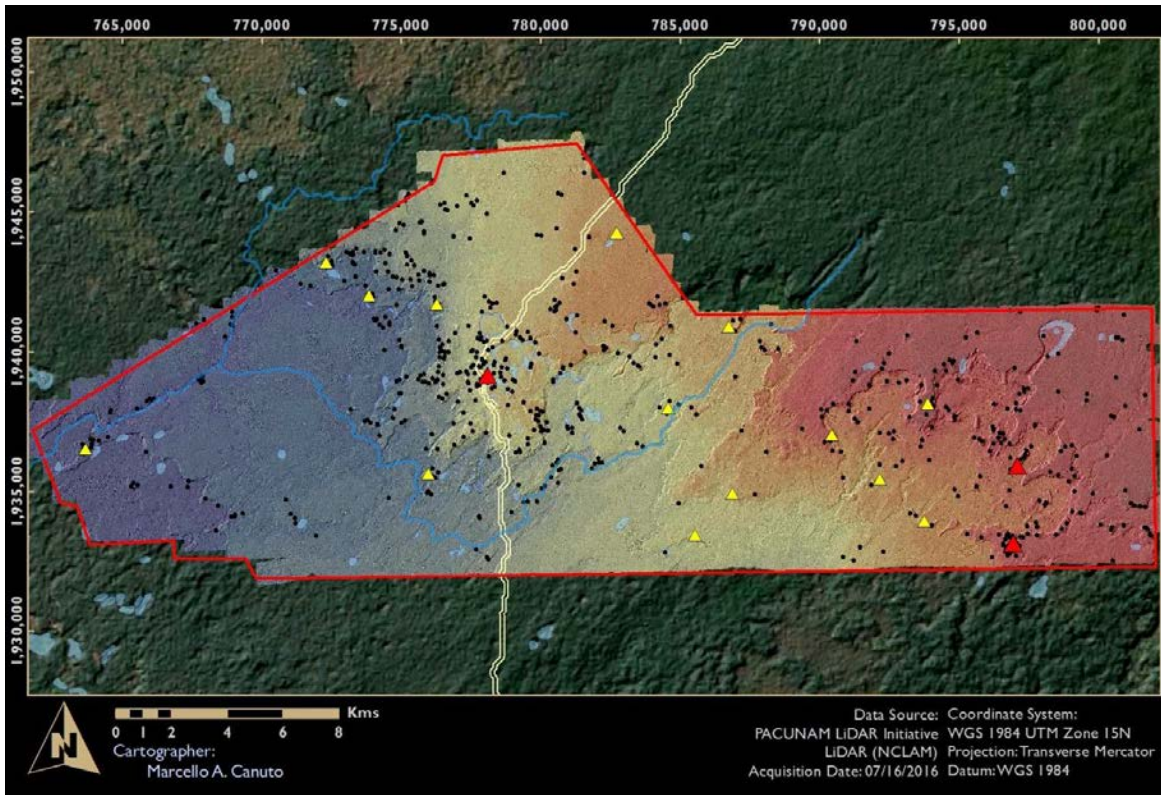 765,000 770,000 775,000 780,000 785,000 790,000 795,000 800,000
1,950,000
1,945,000
1,940,000
1,935,000
1,930,000
N
Kms
0 1 2 4 8
Cartographer:
Marcello A. Canuto
Data Source: Coordinate System:
PACUNAM LiDAR Initiative WGS 1984 UTM Zone 15N
LiDAR (NCLAM) Projection: Transverse Mercator
Acquisition Date: 07/16/2016 Datum: WGS 1984